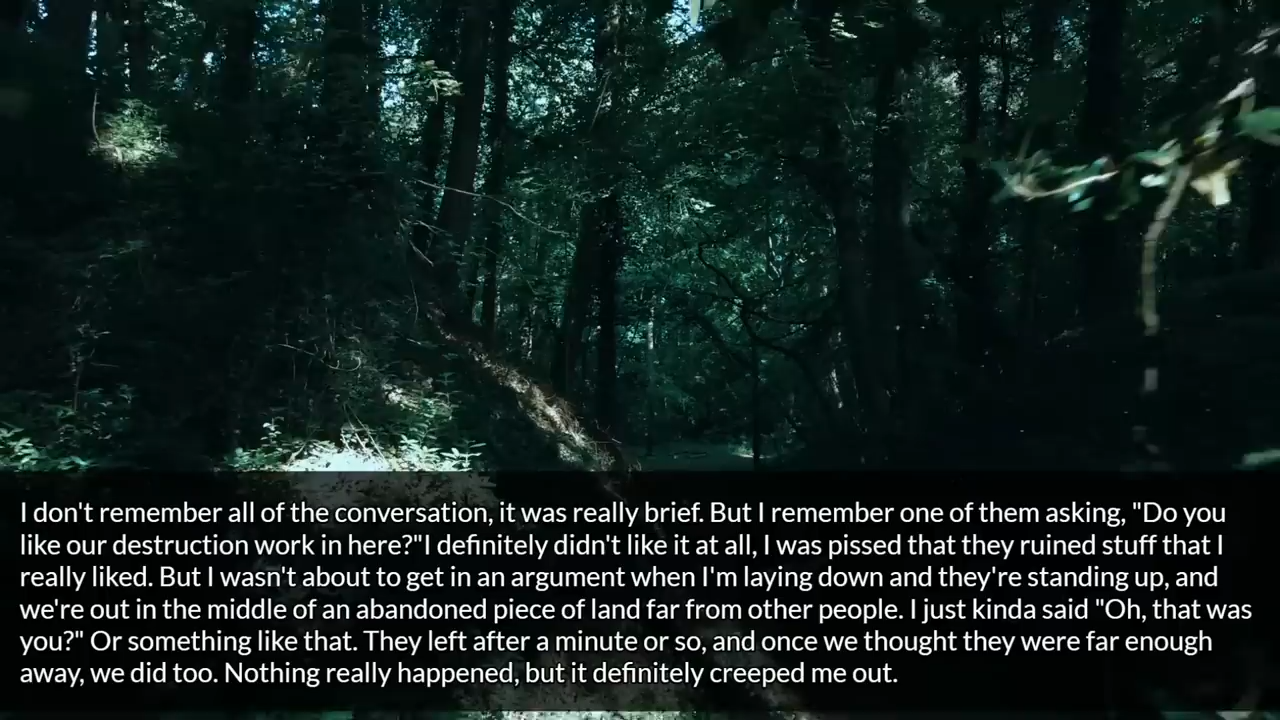 I don't remember all of the conversation, it was really brief. But I remember one of them asking, "Do you
like our destruction work in here?"I definitely didn't like it at all, I was pissed that they ruined stuff that I
really liked. But I wasn't about to get in an argument when I'm laying down and they're standing up, and
we're out in the middle of an abandoned piece of land far from other people. I just kinda said "Oh, that was
you?" Or something like that. They left after a minute or so, and once we thought they were far enough
away, we did too. Nothing really happened, but it definitely creeped me out.